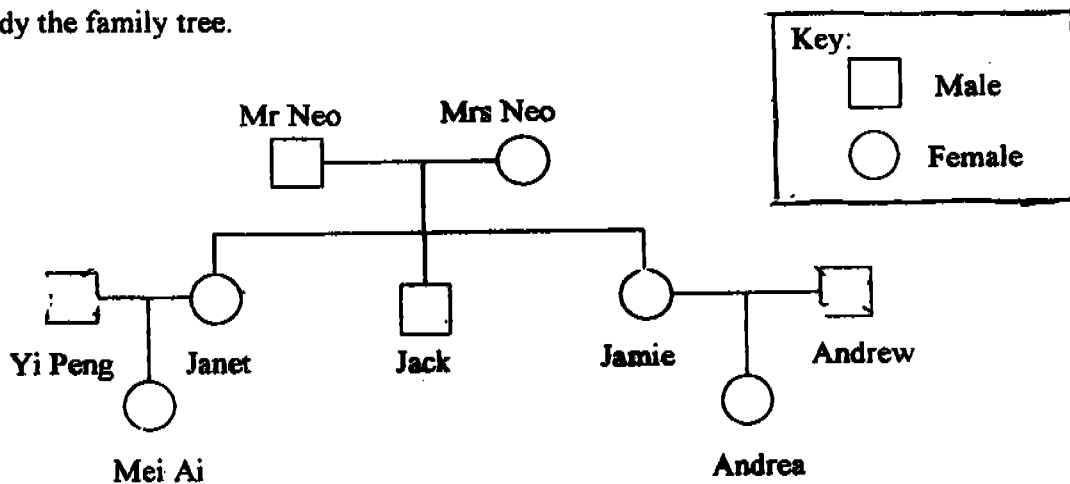 dy the family tree.
Key:
Male
Female
Mr Neo
Mrs Neo
Yi Peng
Janet
Jack
Jamie
Andrew
Mei Ai
Andrea